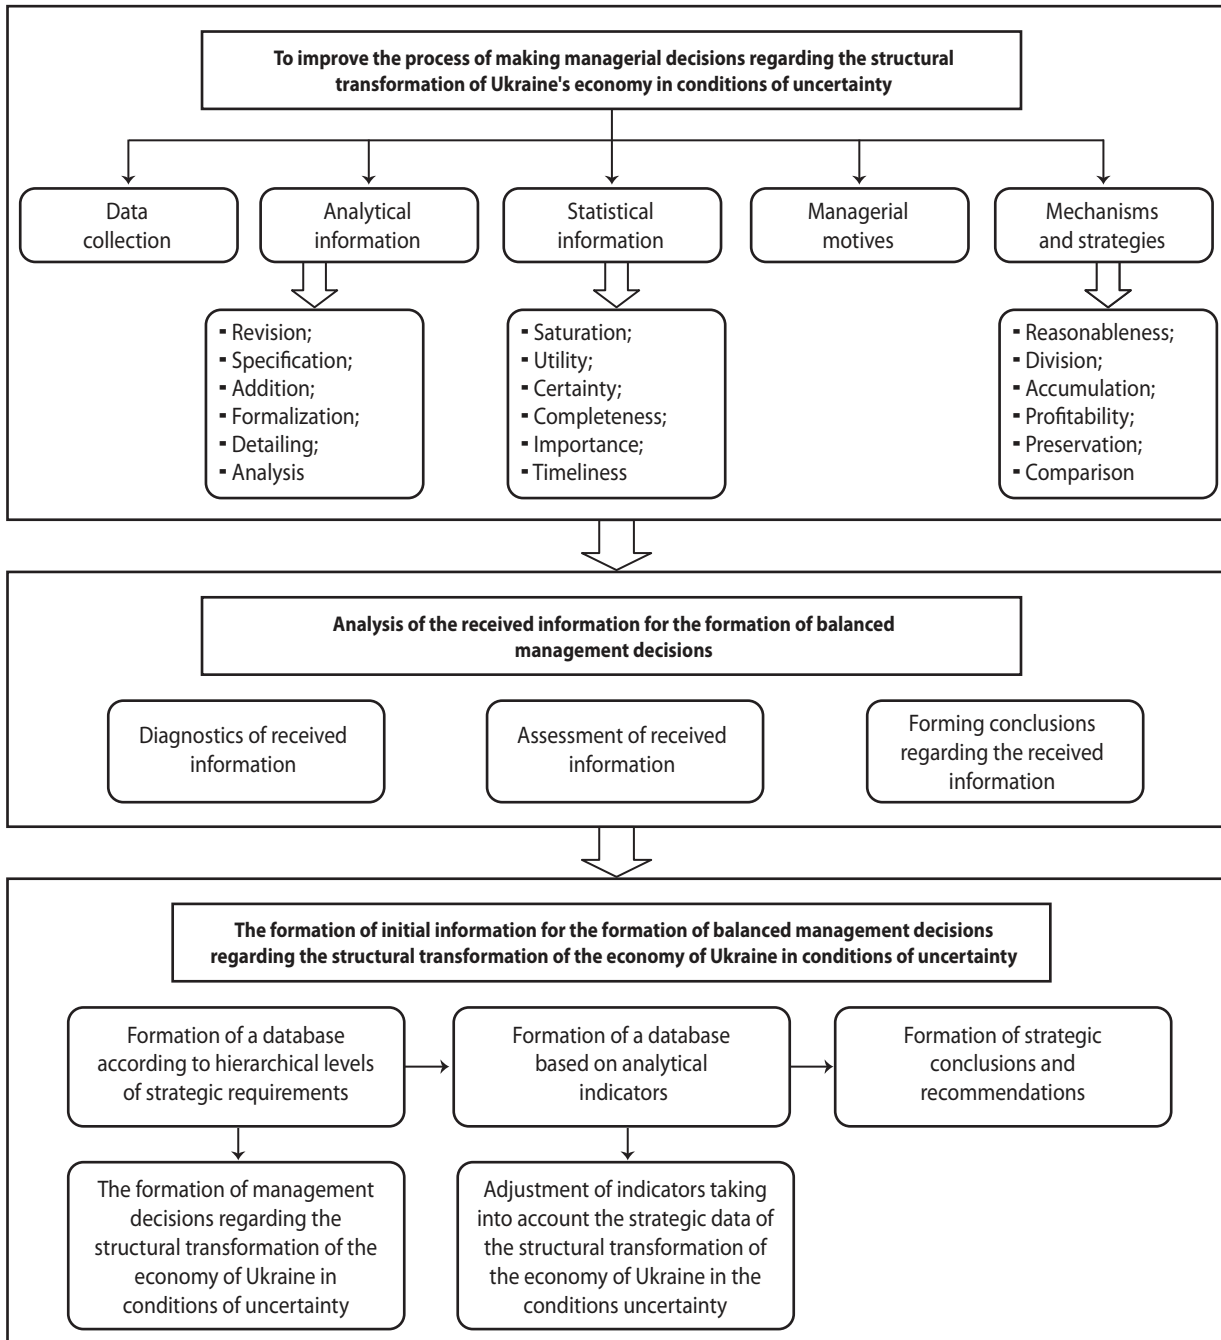 To improve the process of making managerial decisions regarding the structural
transformation of Ukraine's economy in conditions of uncertainty
Data
collection
Analytical
information
Statistical
information
Managerial
motives
Mechanisms
and strategies
▪ Revision;
▪ Specification;
▪ Addition;
▪ Formalization;
▪ Detailing;
▪ Analysis
▪ Saturation;
▪ Utility;
▪ Certainty;
▪ Completeness;
▪ Importance;
▪ Timeliness
▪ Reasonableness;
▪ Division;
▪ Accumulation;
▪ Profitability;
▪ Preservation;
▪ Comparison
Analysis of the received information for the formation of balanced
management decisions
Diagnostics of received
information
Assessment of received
information
Forming conclusions
regarding the received
information
The formation of initial information for the formation of balanced management decisions
regarding the structural transformation of the economy of Ukraine in conditions of uncertainty
Formation of a database
according to hierarchical levels
of strategic requirements
Formation of a database
based on analytical
indicators
Formation of strategic
conclusions and
recommendations
The formation of management
decisions regarding the
structural transformation of the
economy of Ukraine in
conditions of uncertainty
Adjustment of indicators taking
into account the strategic data of
the structural transformation of
the economy of Ukraine in the
conditions uncertainty